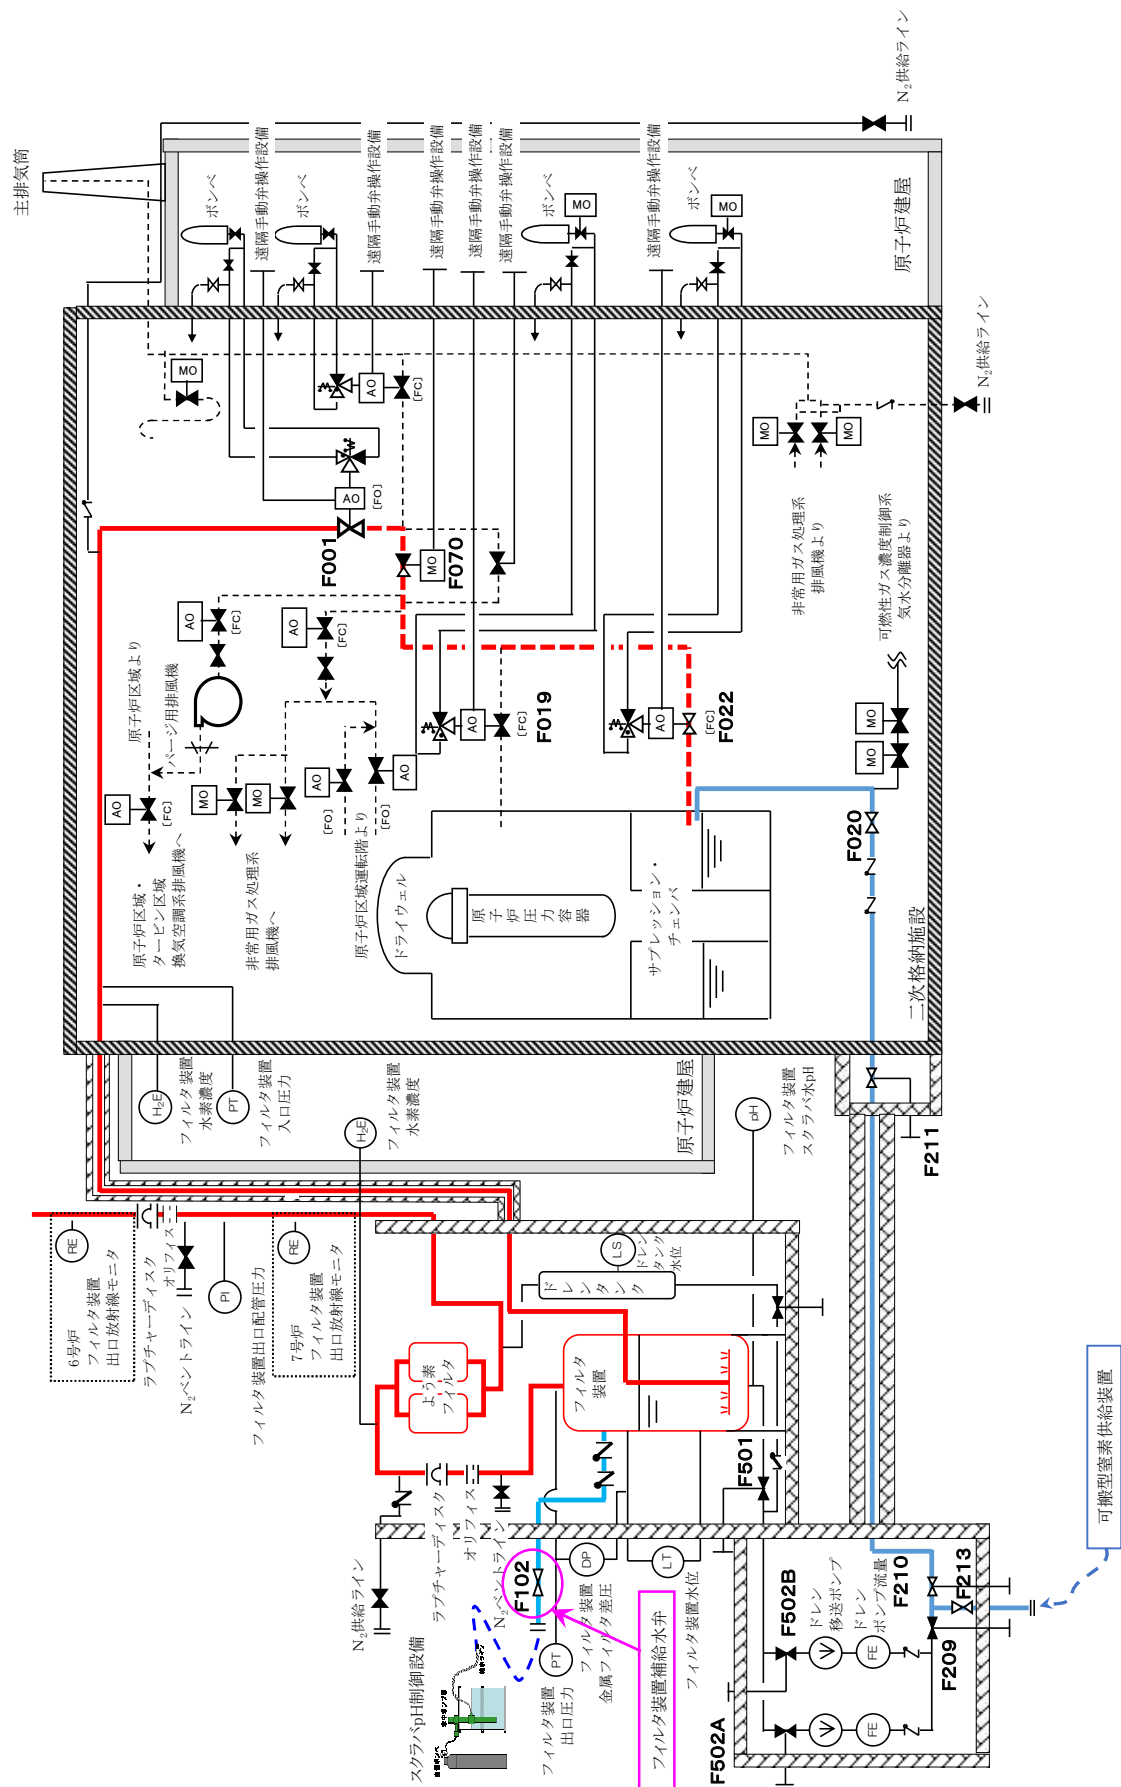 主排気筒
N₂供給ライン
ボンベ
遠隔手動弁操作設備
ボンベ
遠隔手動弁操作設備
遠隔手動弁操作設備
遠隔手動弁操作設備
遠隔手動弁操作設備
ボンベ
MO
遠隔手動弁操作設備
ボンベ
MO
原子炉建屋
N₂供給ライン
MO
AO
[FC]
AO
[FO]
F001
MO
F070
MO
MO
非常用ガス処理系
排風機より
可燃性ガス濃度制御系
気水分離器より
MO
MO
AO
[FC]
AO
[FC]
原子炉区域より
パージ用排風機
AO
[FC]
MO
MO
AO
[FO]
AO
[FO]
原子炉区域・
タービン区域
換気空調系排風機へ
非常用ガス処理系
排風機へ
原子炉区域運転階より
AO
[FC]
F019
AO
[FC]
F022
F020
ドライウェル
原子炉圧力容器
サプレッション・
チェンバ
二次格納施設
H₂E
フィルタ装置
水素濃度
PT
フィルタ装置
入口圧力
H₂E
フィルタ装置
水素濃度
原子炉建屋
pH
フィルタ装置
スクラバ水pH
F211
RE
6号炉
フィルタ装置
出口放射線モニタ
ラプチャーディスク
オリフィス
N₂ベントライン
PI
フィルタ装置出口配管圧力
RE
7号炉
フィルタ装置
出口放射線モニタ
LS
ドレン
タンク
水位
ドレンタンク
よう素
フィルタ
フィルタ
装置
F501
N₂供給ライン
ラプチャーディスク
オリフィス
N₂ベントライン
F102
DP
フィルタ装置
金属フィルタ差圧
LT
フィルタ装置水位
PT
フィルタ装置
出口圧力
スクラバpH制御設備
フィルタ装置補給水弁
F502B
ドレン
移送ポンプ
ドレン
ポンプ流量
F210
F213
F209
FE
FE
F502A
可搬型窒素供給装置